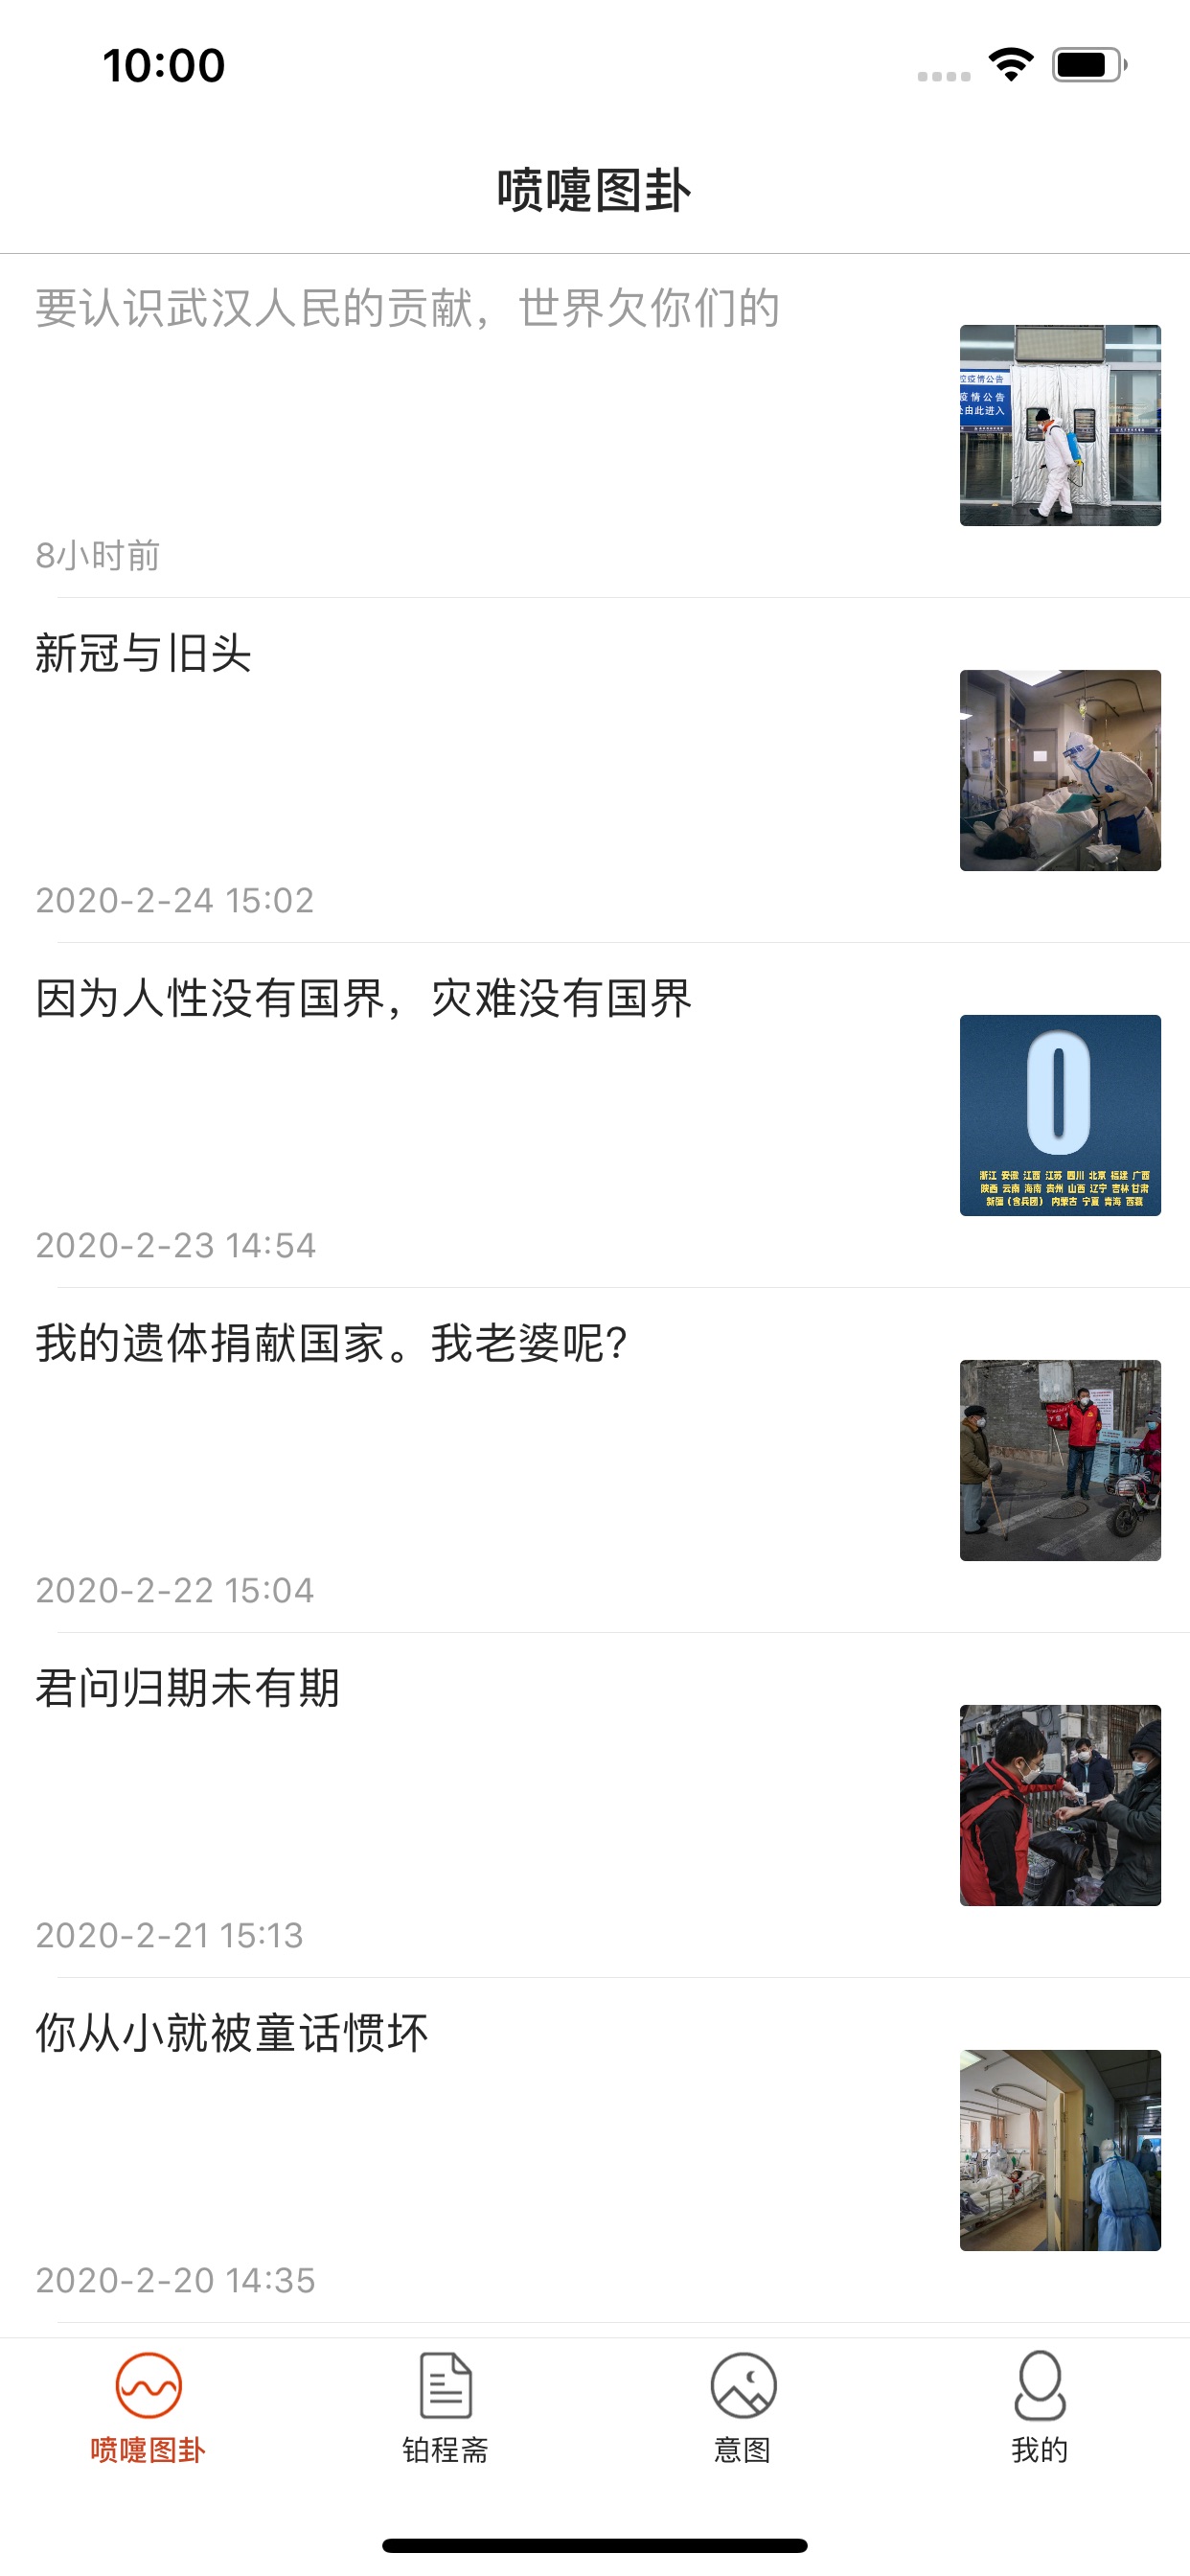 10:00
喷嚏图卦
要认识武汉人民的贡献，世界欠你们的
控疫情公告
疫情公告
处由此进入
8小时前
新冠与旧头
2020-2-24 15:02
因为人性没有国界，灾难没有国界
0
浙江 安徽 江西 江苏 四川 北京 福建 广西
陕西 云南 海南 贵州 山西 辽宁 吉林 甘肃
新疆（含兵团） 内蒙古 宁夏 青海 西藏
2020-2-23 14:54
我的遗体捐献国家。我老婆呢?
2020-2-22 15:04
君问归期未有期
2020-2-21 15:13
你从小就被童话惯坏
2020-2-20 14:35
喷嚏图卦 铂程斋 意图 我的